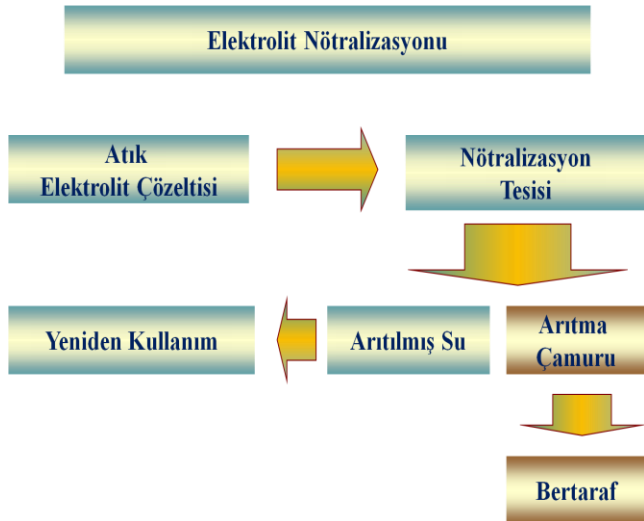 Elektrolit Nötralizasyonu
Atık
Elektrolit Çözeltisi
Nötralizasyon
Tesisi
Yeniden Kullanım
Arıtılmış Su
Arıtma
Çamuru
Bertaraf